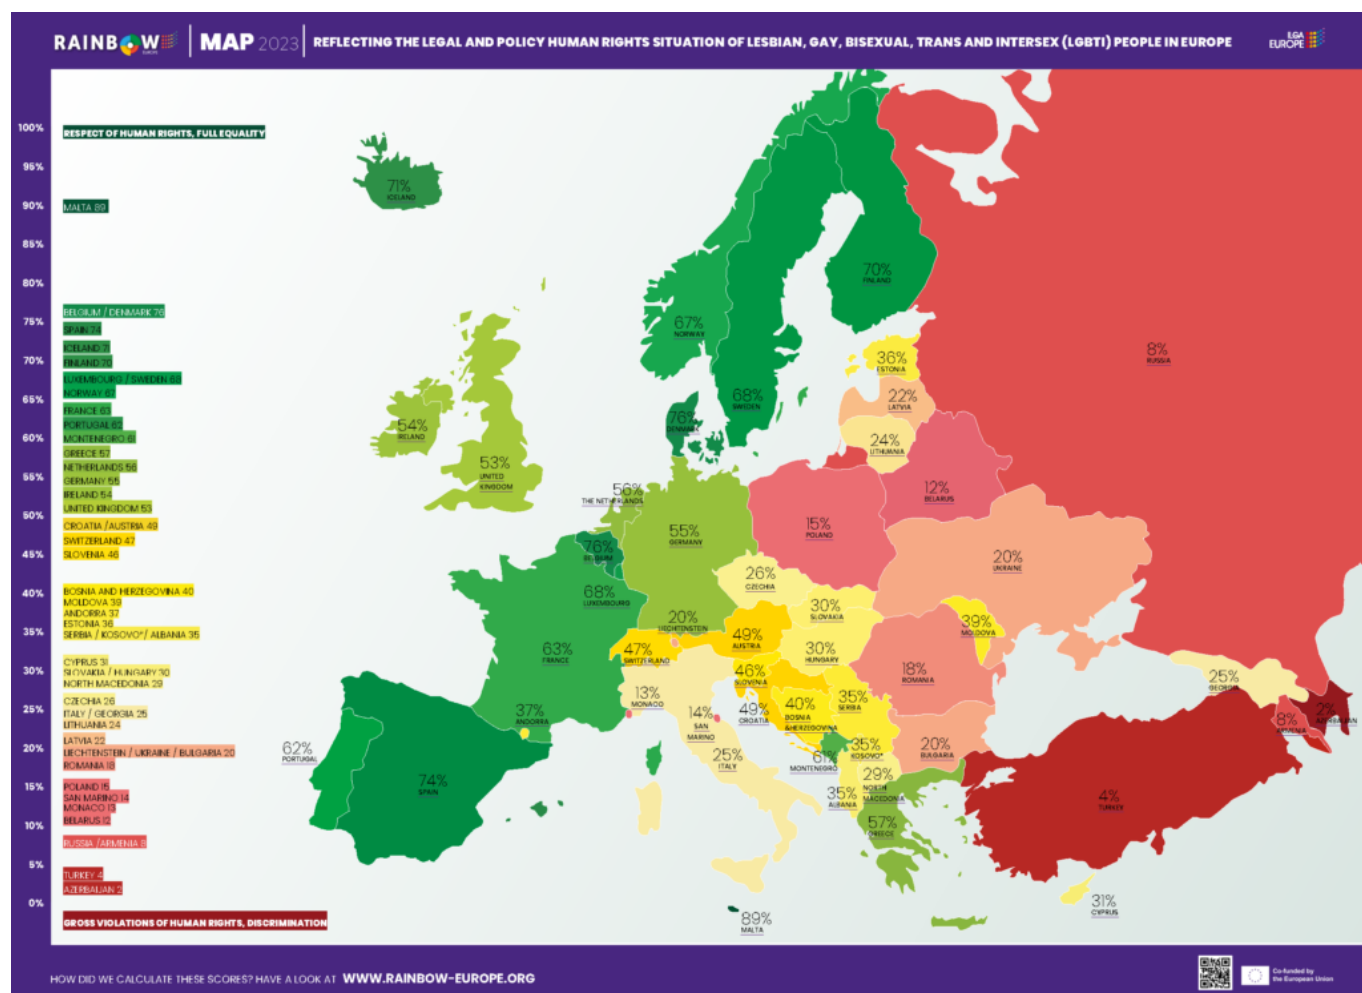 RAINBOW EUROPE
MAP 2023
REFLECTING THE LEGAL AND POLICY HUMAN RIGHTS SITUATION OF LESBIAN, GAY, BISEXUAL, TRANS AND INTERSEX (LGBTI) PEOPLE IN EUROPE
ILGA
EUROPE
100%
RESPECT OF HUMAN RIGHTS, FULL EQUALITY
95%
90%
MALTA 89
85%
80%
BELGIUM / DENMARK 76
75%
SPAIN 74
ICELAND 71
70%
FINLAND 70
LUXEMBOURG / SWEDEN 68
65%
NORWAY 67
FRANCE 63
PORTUGAL 62
60%
MONTENEGRO 61
GREECE 57
NETHERLANDS 56
55%
GERMANY 55
IRELAND 54
50%
UNITED KINGDOM 53
CROATIA /AUSTRIA 49
SWITZERLAND 47
45%
SLOVENIA 46
40%
BOSNIA AND HERZEGOVINA 40
MOLDOVA 39
ANDORRA 37
ESTONIA 36
35%
SERBIA / KOSOVO*/ ALBANIA 35
CYPRUS 31
30%
SLOVAKIA / HUNGARY 30
NORTH MACEDONIA 29
CZECHIA 26
25%
ITALY / GEORGIA 25
LITHUANIA 24
LATVIA 22
20%
LIECHTENSTEIN / UKRAINE / BULGARIA 20
ROMANIA 18
15%
POLAND 15
SAN MARINO 14
MONACO 13
10%
BELARUS 12
RUSSIA /ARMENIA 8
5%
TURKEY 4
AZERBAIJAN 2
0%
GROSS VIOLATIONS OF HUMAN RIGHTS, DISCRIMINATION
71%
ICELAND
70%
FINLAND
67%
NORWAY
68%
SWEDEN
8%
RUSSIA
36%
ESTONIA
22%
LATVIA
24%
LITHUANIA
76%
DENMARK
54%
IRELAND
53%
UNITED
KINGDOM
56%
THE NETHERLANDS
12%
BELARUS
15%
POLAND
55%
GERMANY
76%
BELGIUM
20%
UKRAINE
26%
CZECHIA
68%
LUXEMBOURG
30%
SLOVAKIA
20%
LIECHTENSTEIN
39%
MOLDOVA
49%
AUSTRIA
63%
FRANCE
47%
SWITZERLAND
30%
HUNGARY
18%
ROMANIA
46%
SLOVENIA
25%
GEORGIA
13%
MONACO
35%
SERBIA
37%
ANDORRA
14%
SAN
MARINO
49%
CROATIA
40%
BOSNIA
&HERZEGOVINA
8%
ARMENIA
2%
AZERBAIJAN
62%
PORTUGAL
74%
SPAIN
25%
ITALY
61%
MONTENEGRO
35%
KOSOVO*
20%
BULGARIA
29%
NORTH
MACEDONIA
35%
ALBANIA
4%
TURKEY
57%
GREECE
31%
CYPRUS
89%
MALTA
HOW DID WE CALCULATE THESE SCORES? HAVE A LOOK AT WWW.RAINBOW-EUROPE.ORG
Co-funded by
the European Union